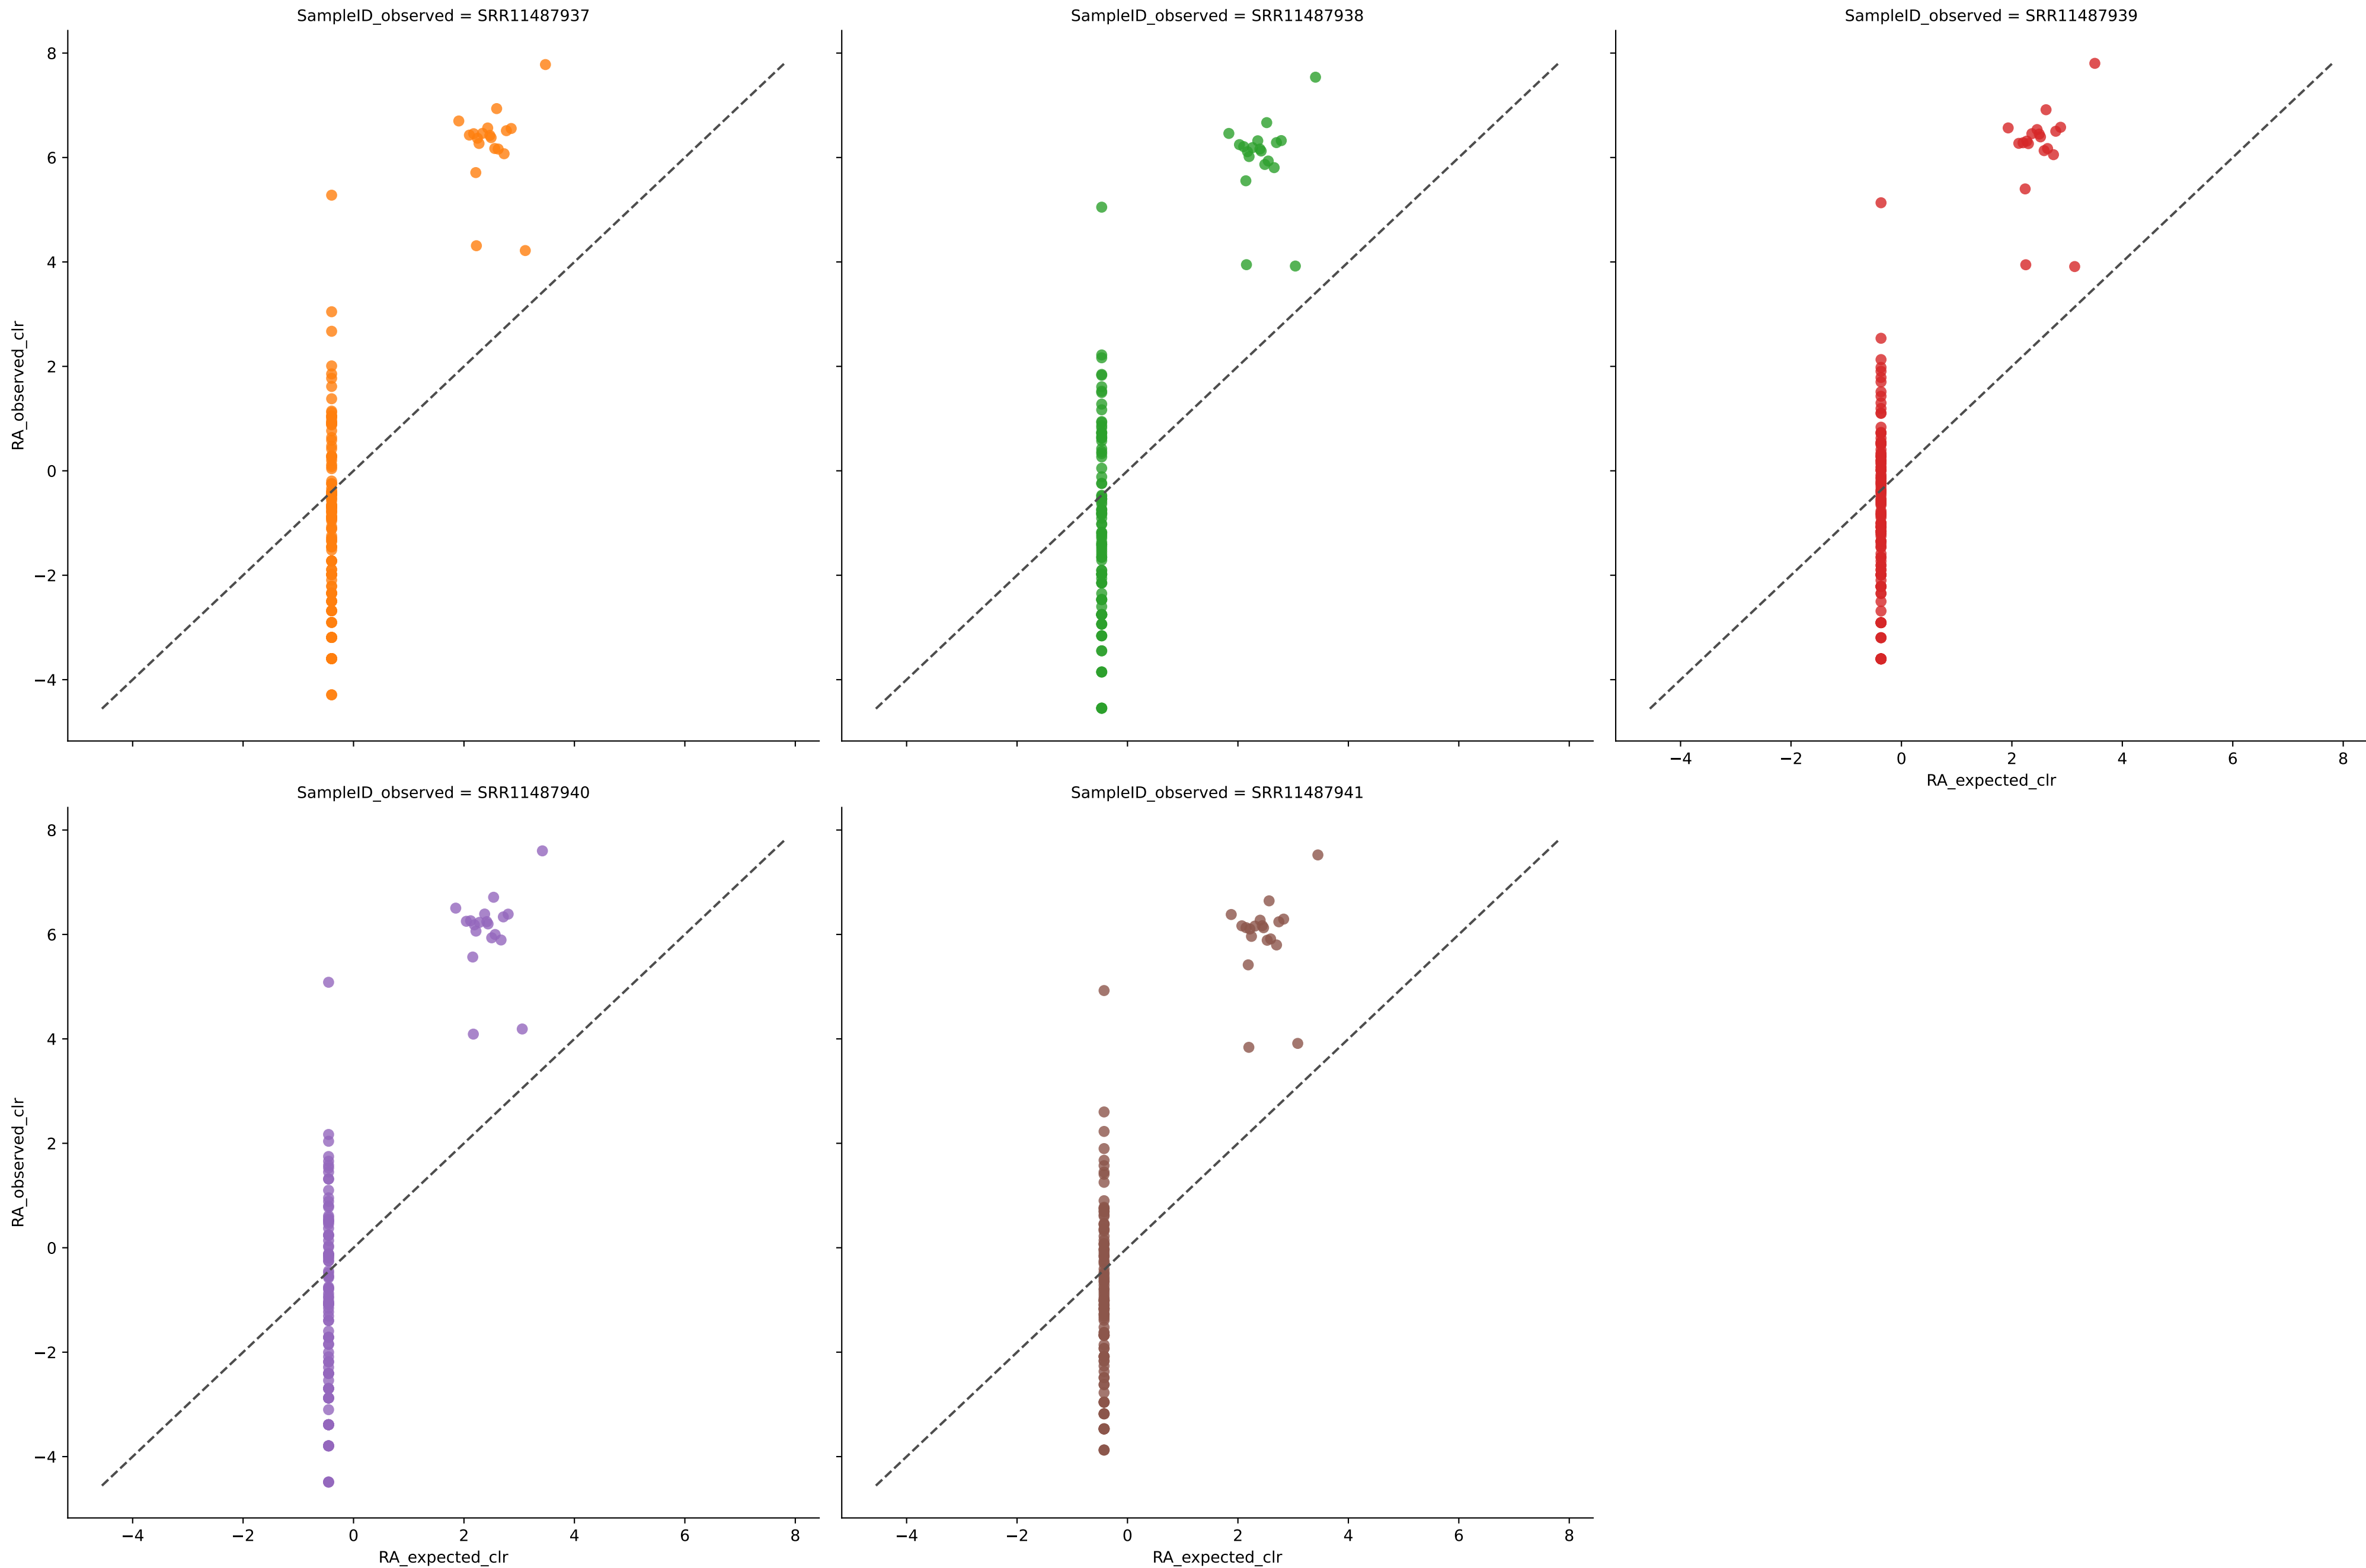 SampleID_observed = SRR11487937
SampleID_observed = SRR11487938
SampleID_observed = SRR11487939
8
6
4
2
0
−2
−4
RA_observed_clr
−4 −2 0 2 4 6 8
RA_expected_clr
SampleID_observed = SRR11487940
SampleID_observed = SRR11487941
8
6
4
2
0
−2
−4
RA_observed_clr
−4 −2 0 2 4 6 8
RA_expected_clr
−4 −2 0 2 4 6 8
RA_expected_clr